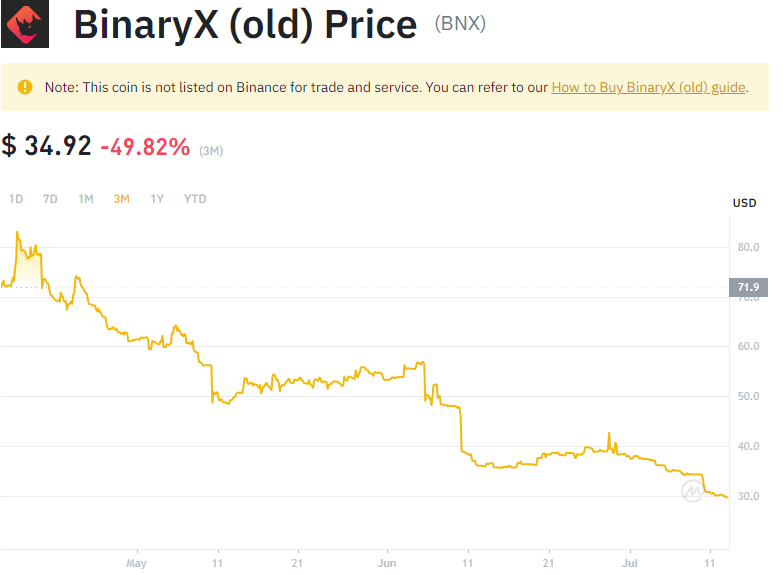 BinaryX (old) Price (BNX)
Note: This coin is not listed on Binance for trade and service. You can refer to our How to Buy BinaryX (old) guide.
$ 34.92 -49.82% (3M)
1D 7D 1M 3M 1Y YTD
USD
80.0
71.9
70.0
60.0
50.0
40.0
30.0
May 11 21 Jun 11 21 Jul 11